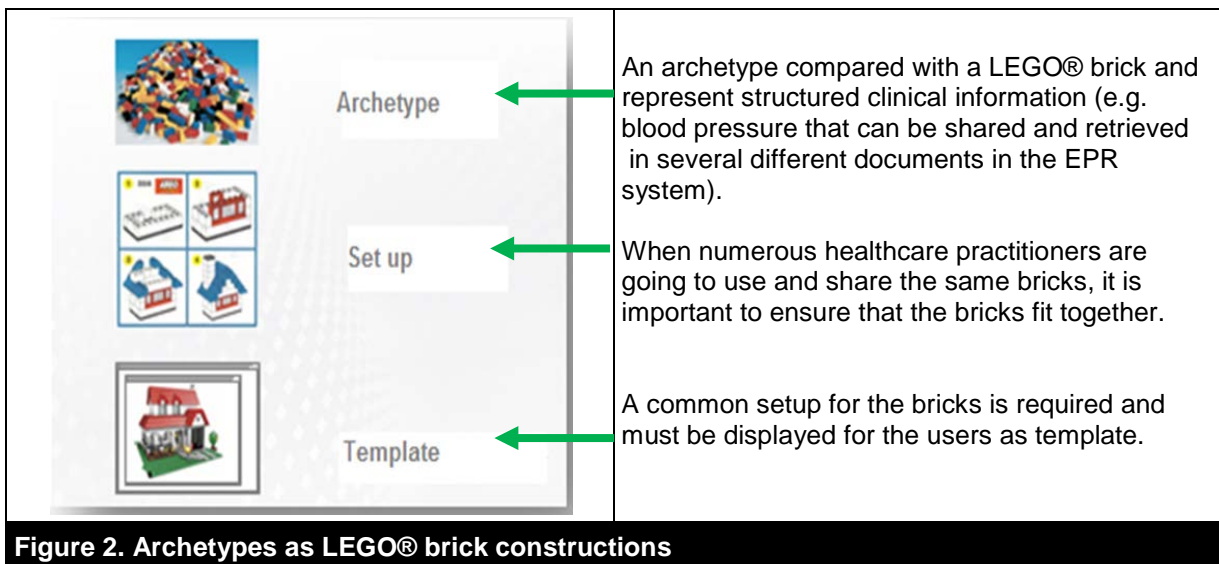 Archetype
Set up
Template
An archetype compared with a LEGO® brick and
represent structured clinical information (e.g.
blood pressure that can be shared and retrieved
in several different documents in the EPR
system).
When numerous healthcare practitioners are
going to use and share the same bricks, it is
important to ensure that the bricks fit together.
A common setup for the bricks is required and
must be displayed for the users as template.
Figure 2. Archetypes as LEGO® brick constructions